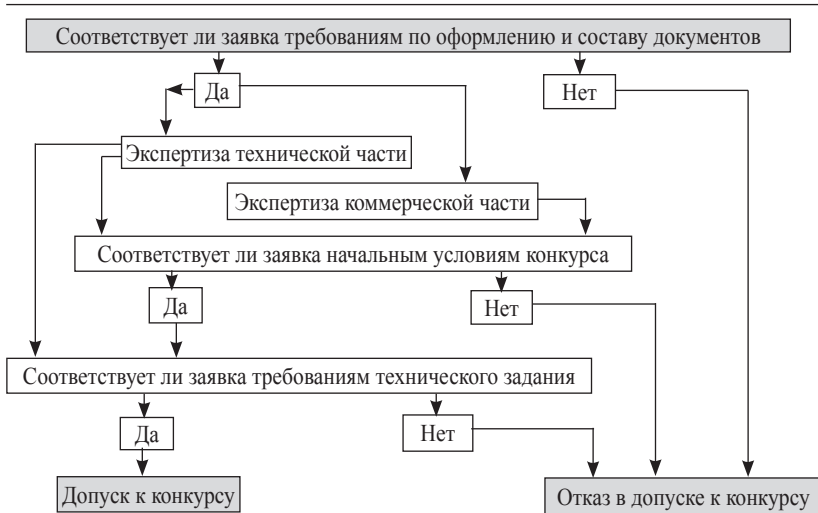 Соответствует ли заявка требованиям по оформлению и составу документов
Да
Нет
Экспертиза технической части
Экспертиза коммерческой части
Соответствует ли заявка начальным условиям конкурса
Да
Нет
Соответствует ли заявка требованиям технического задания
Да
Нет
Допуск к конкурсу
Отказ в допуске к конкурсу